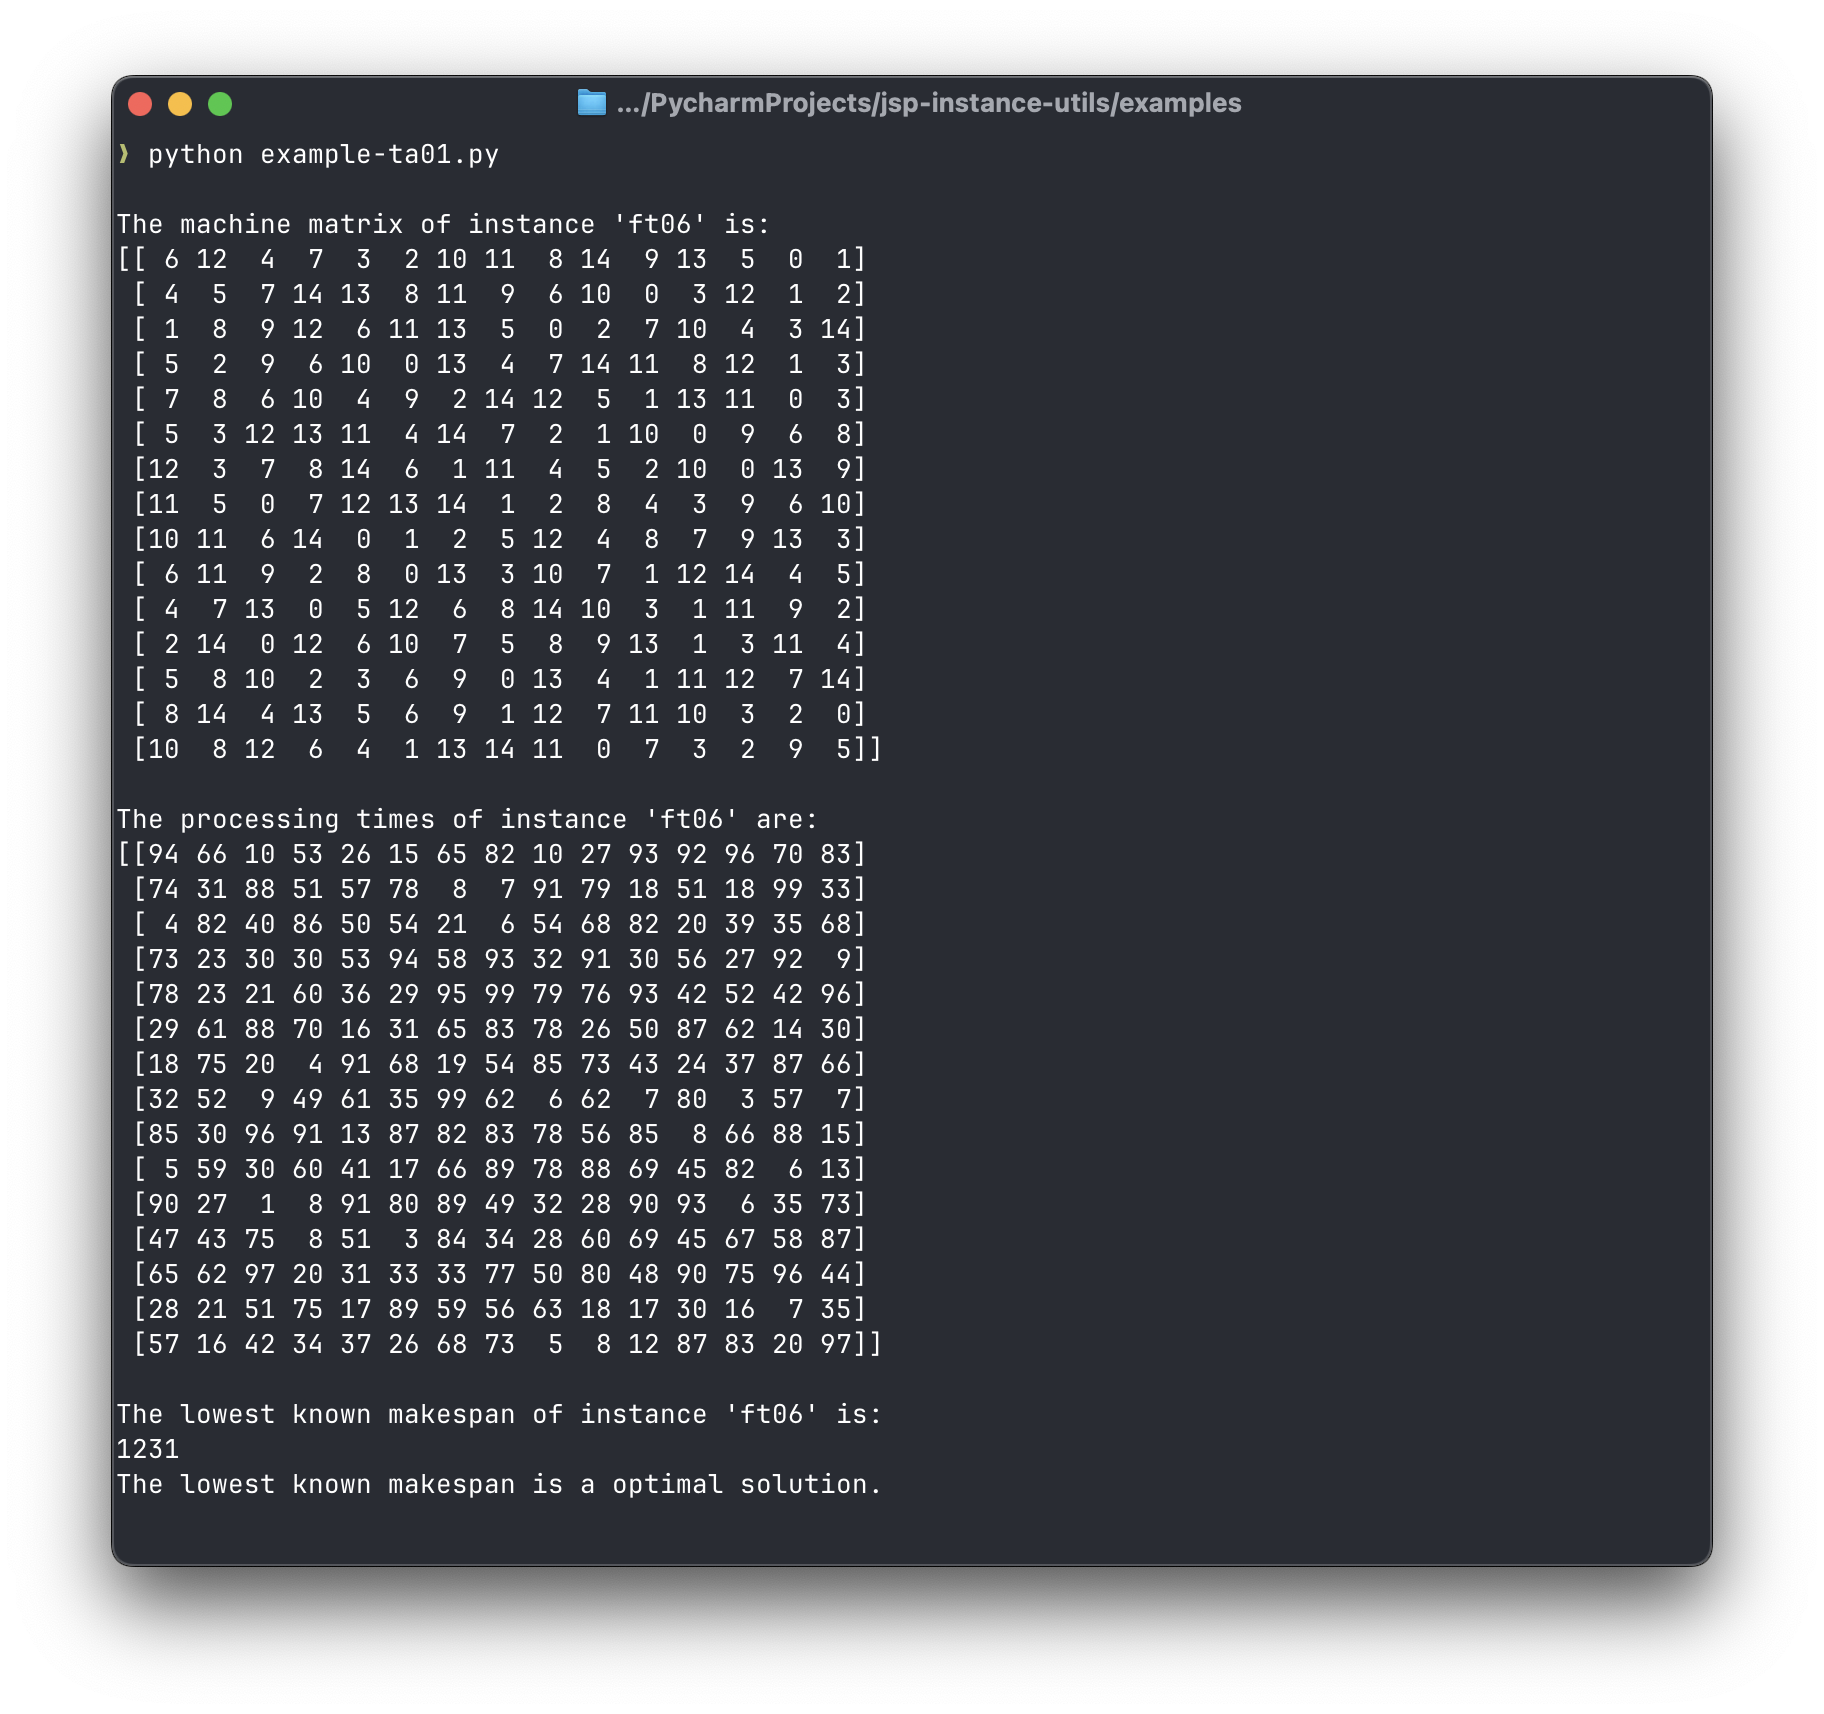 .../PycharmProjects/jsp-instance-utils/examples
❱ python example-ta01.py
The machine matrix of instance 'ft06' is:
[[ 6 12  4  7  3  2 10 11  8 14  9 13  5  0  1]
 [ 4  5  7 14 13  8 11  9  6 10  0  3 12  1  2]
 [ 1  8  9 12  6 11 13  5  0  2  7 10  4  3 14]
 [ 5  2  9  6 10  0 13  4  7 14 11  8 12  1  3]
 [ 7  8  6 10  4  9  2 14 12  5  1 13 11  0  3]
 [ 5  3 12 13 11  4 14  7  2  1 10  0  9  6  8]
 [12  3  7  8 14  6  1 11  4  5  2 10  0 13  9]
 [11  5  0  7 12 13 14  1  2  8  4  3  9  6 10]
 [10 11  6 14  0  1  2  5 12  4  8  7  9 13  3]
 [ 6 11  9  2  8  0 13  3 10  7  1 12 14  4  5]
 [ 4  7 13  0  5 12  6  8 14 10  3  1 11  9  2]
 [ 2 14  0 12  6 10  7  5  8  9 13  1  3 11  4]
 [ 5  8 10  2  3  6  9  0 13  4  1 11 12  7 14]
 [ 8 14  4 13  5  6  9  1 12  7 11 10  3  2  0]
 [10  8 12  6  4  1 13 14 11  0  7  3  2  9  5]]
The processing times of instance 'ft06' are:
[[94 66 10 53 26 15 65 82 10 27 93 92 96 70 83]
 [74 31 88 51 57 78  8  7 91 79 18 51 18 99 33]
 [ 4 82 40 86 50 54 21  6 54 68 82 20 39 35 68]
 [73 23 30 30 53 94 58 93 32 91 30 56 27 92  9]
 [78 23 21 60 36 29 95 99 79 76 93 42 52 42 96]
 [29 61 88 70 16 31 65 83 78 26 50 87 62 14 30]
 [18 75 20  4 91 68 19 54 85 73 43 24 37 87 66]
 [32 52  9 49 61 35 99 62  6 62  7 80  3 57  7]
 [85 30 96 91 13 87 82 83 78 56 85  8 66 88 15]
 [ 5 59 30 60 41 17 66 89 78 88 69 45 82  6 13]
 [90 27  1  8 91 80 89 49 32 28 90 93  6 35 73]
 [47 43 75  8 51  3 84 34 28 60 69 45 67 58 87]
 [65 62 97 20 31 33 33 77 50 80 48 90 75 96 44]
 [28 21 51 75 17 89 59 56 63 18 17 30 16  7 35]
 [57 16 42 34 37 26 68 73  5  8 12 87 83 20 97]]
The lowest known makespan of instance 'ft06' is:
1231
The lowest known makespan is a optimal solution.